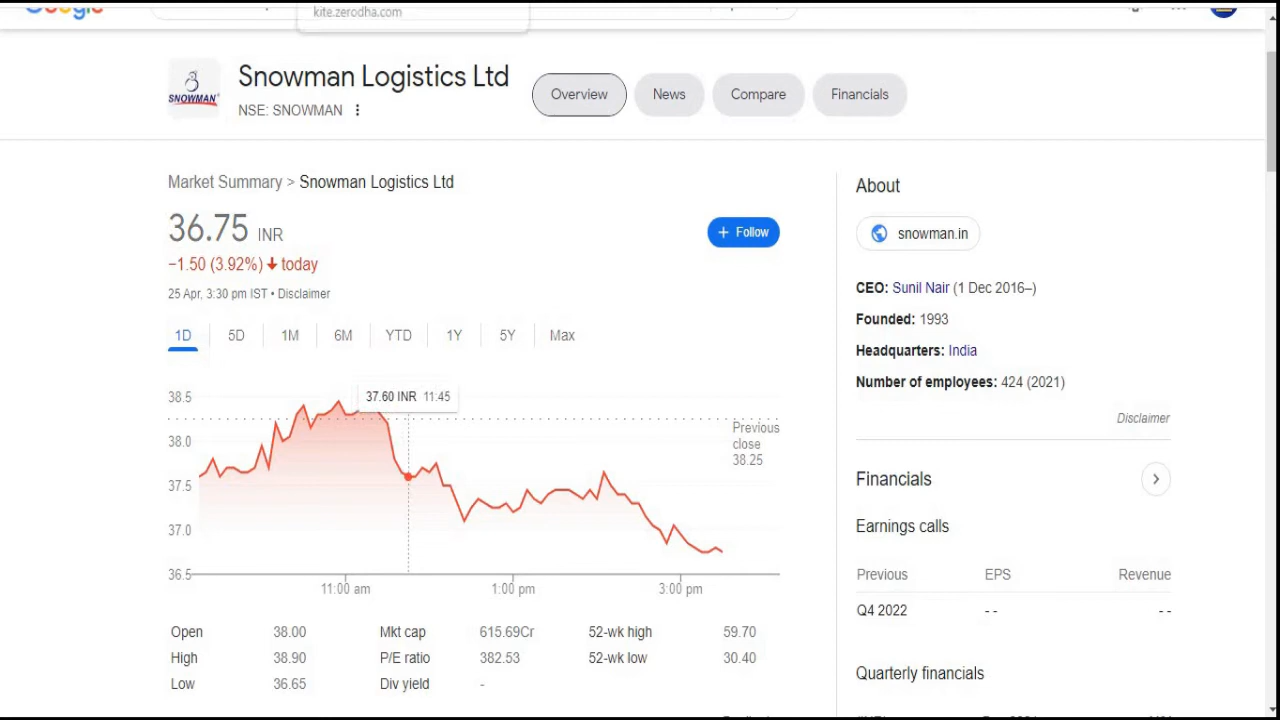 kite.zerodha.com
SNOWMAN
Snowman Logistics Ltd
NSE: SNOWMAN
Overview
News
Compare
Financials
Market Summary > Snowman Logistics Ltd
36.75 INR
+ Follow
−1.50 (3.92%) ↓ today
25 Apr, 3:30 pm IST • Disclaimer
1D
5D
1M
6M
YTD
1Y
5Y
Max
37.60 INR 11:45
38.5
38.0
37.5
37.0
36.5
Previous
close
38.25
11:00 am
1:00 pm
3:00 pm
Open 38.00 Mkt cap 615.69Cr 52-wk high 59.70
High 38.90 P/E ratio 382.53 52-wk low 30.40
Low 36.65 Div yield -
About
snowman.in
CEO: Sunil Nair (1 Dec 2016–)
Founded: 1993
Headquarters: India
Number of employees: 424 (2021)
Disclaimer
Financials
Earnings calls
Previous EPS Revenue
Q4 2022 - - - -
Quarterly financials